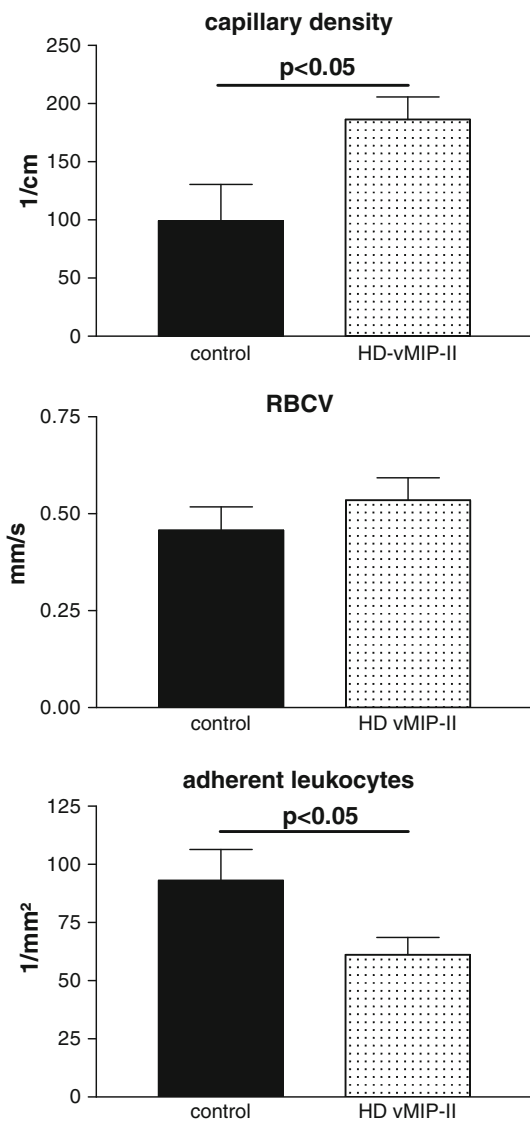 capillary density
250
200
150
100
50
0
1/cm
p<0.05
control HD-vMIP-II
RBCV
0.75
0.50
0.25
0.00
mm/s
control HD vMIP-II
adherent leukocytes
125
100
75
50
25
0
1/mm²
p<0.05
control HD vMIP-II